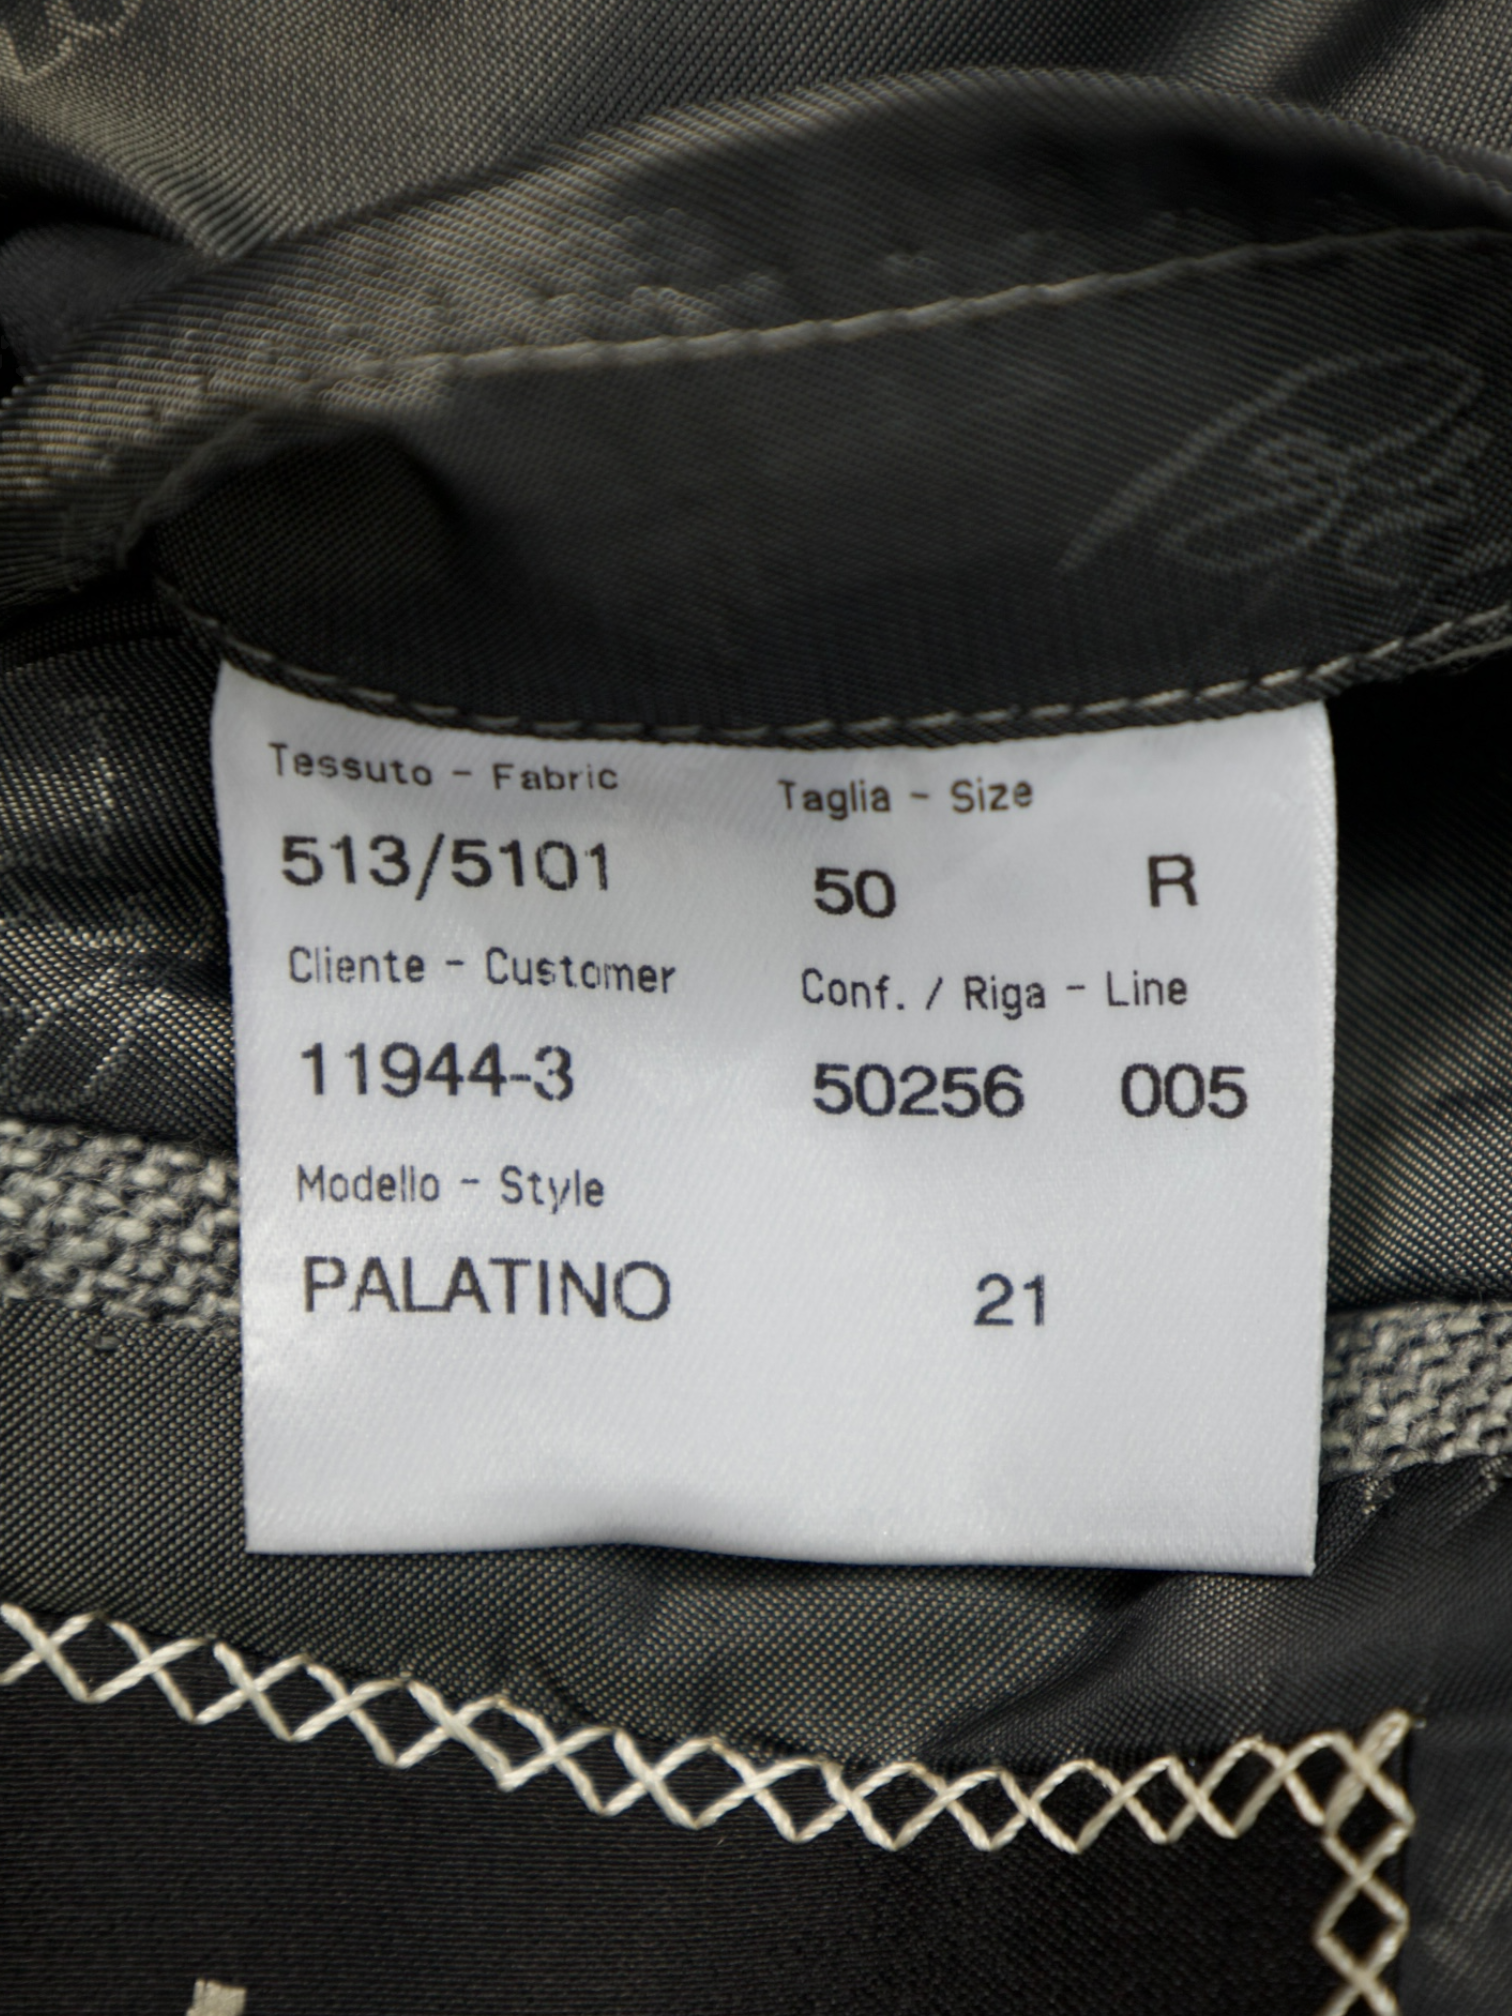 Tessuto - Fabric Taglia - Size
513/5101 50 R
Cliente - Customer Conf. / Riga - Line
11944-3 50256 005
Modello - Style
PALATINO 21